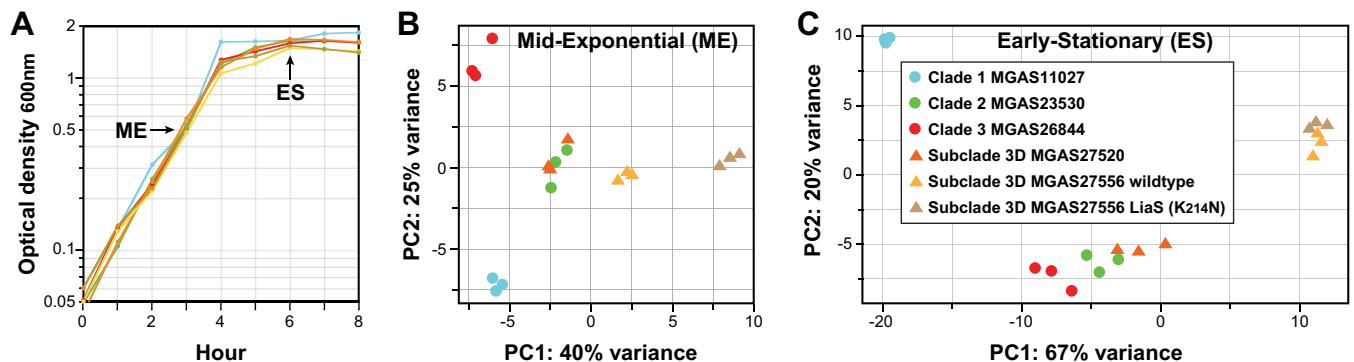 A
Optical density 600nm
2
1
0.5
0.2
0.1
0.05
ME
ES
0
2
4
6
8
Hour
B
Mid-Exponential (ME)
PC2: 25% variance
5
0
-5
-5
0
5
10
PC1: 40% variance
C
Early-Stationary (ES)
PC2: 20% variance
10
5
0
-5
Clade 1 MGAS11027
Clade 2 MGAS23530
Clade 3 MGAS26844
Subclade 3D MGAS27520
Subclade 3D MGAS27556 wildtype
Subclade 3D MGAS27556 LiaS (K214N)
-20
-10
0
10
PC1: 67% variance